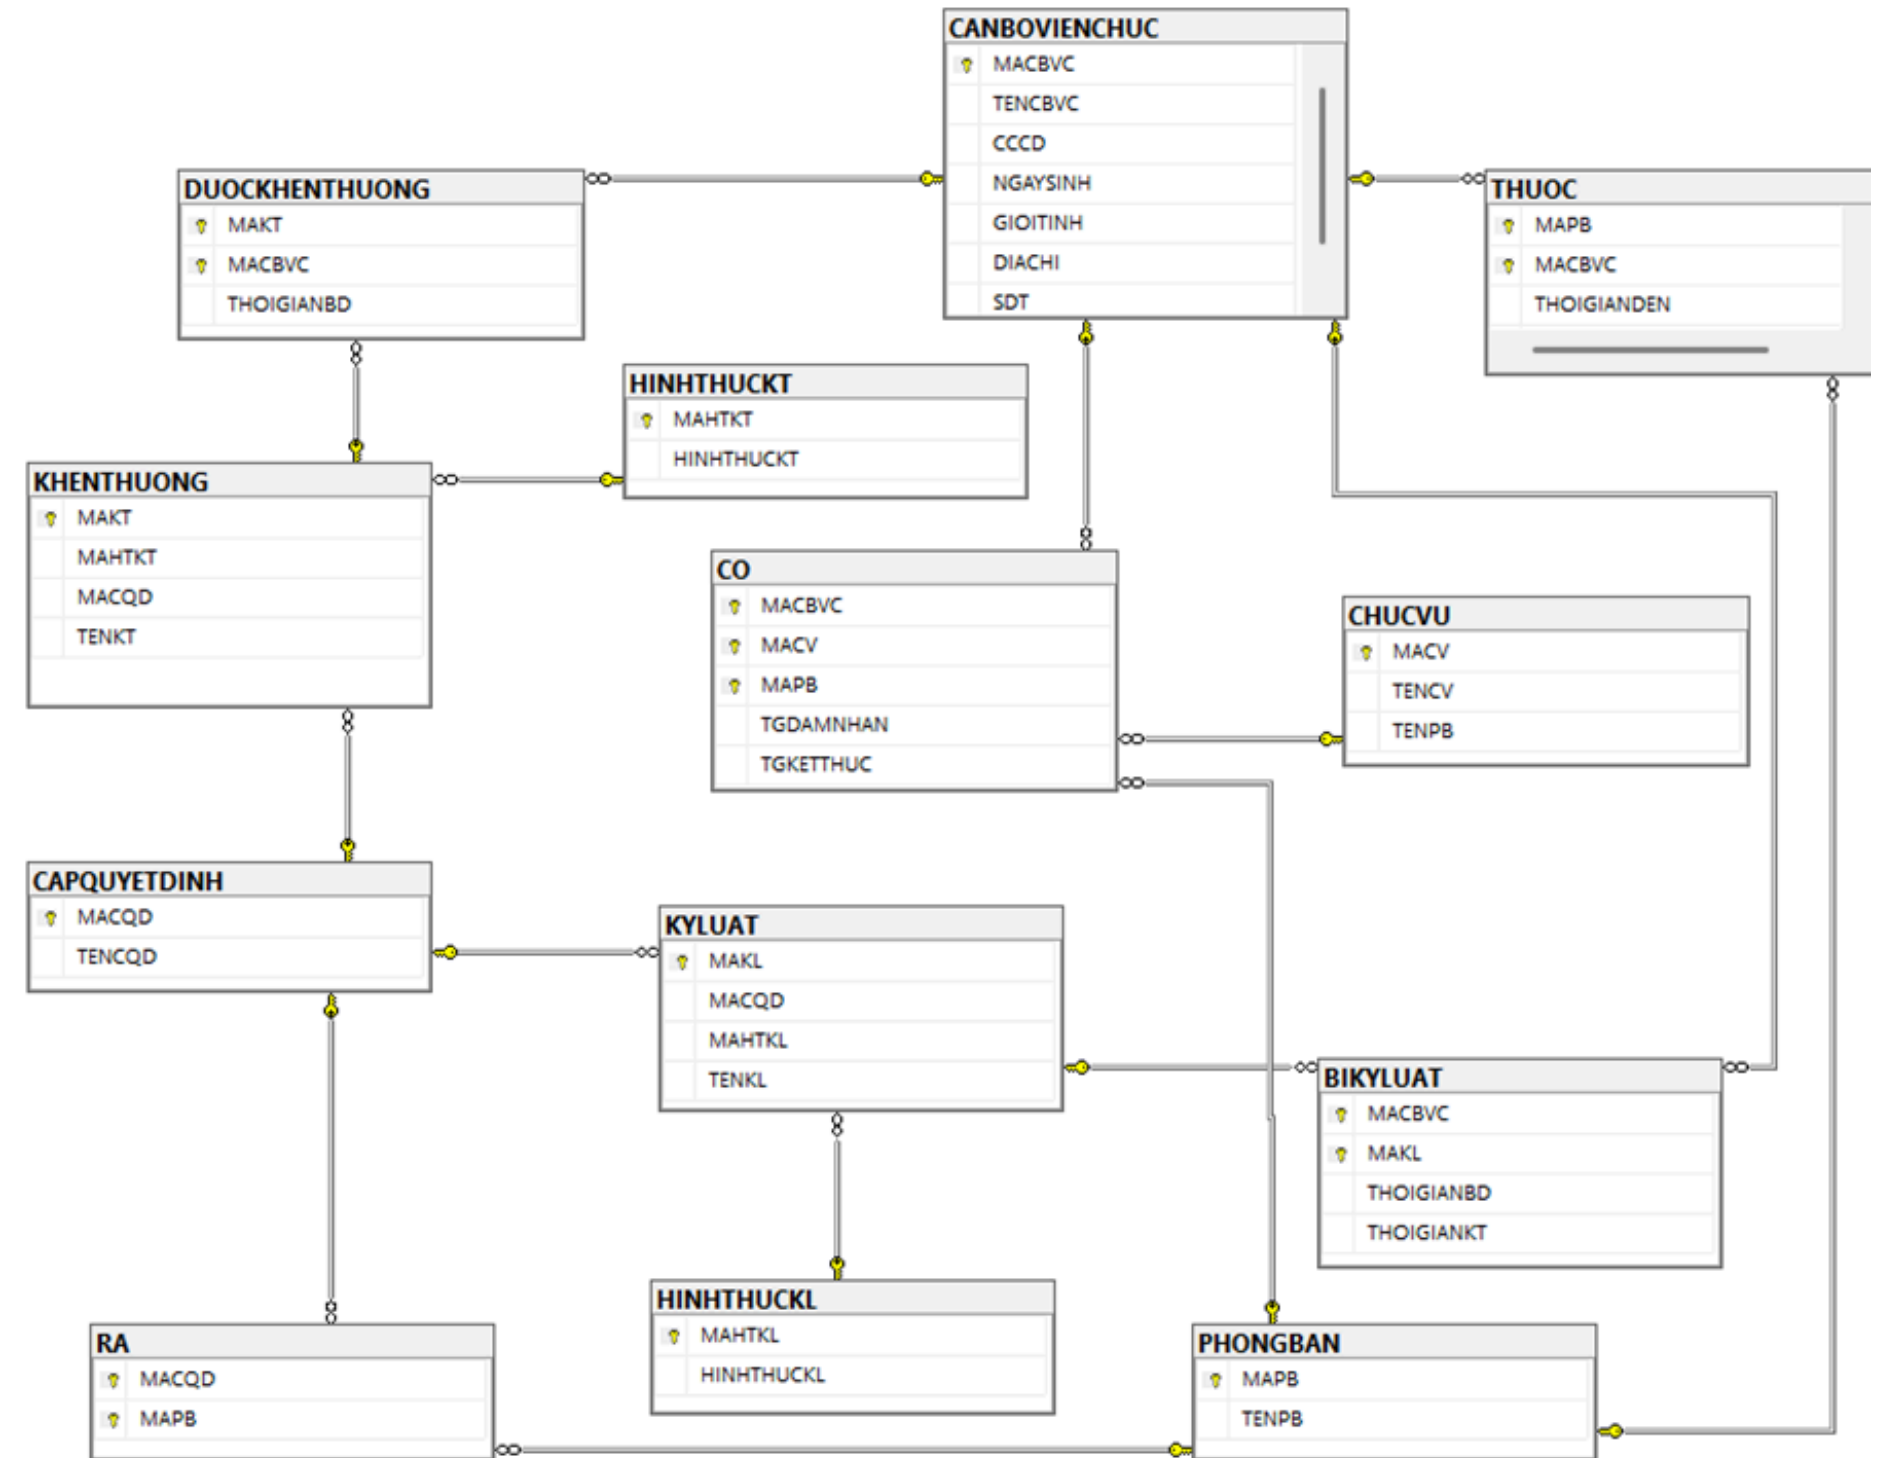 CANBOVIENCHUC
MACBVC
TENCBVC
CCCD
NGAYSINH
GIOITINH
DIACHI
SDT
DUOCKHENTHUONG
MAKT
MACBVC
THOIGIANBD
THUOC
MAPB
MACBVC
THOIGIANDEN
HINHTHUCKT
MAHTKT
HINHTHUCKT
KHENTHUONG
MAKT
MAHTKT
MACQD
TENKT
CO
MACBVC
MACV
MAPB
TGDAMNHAN
TGKETTHUC
CHUCVU
MACV
TENCV
TENPB
CAPQUYETDINH
MACQD
TENCQD
KYLUAT
MAKL
MACQD
MAHTKL
TENKL
BIKYLUAT
MACBVC
MAKL
THOIGIANBD
THOIGIANKT
HINHTHUCKL
MAHTKL
HINHTHUCKL
RA
MACQD
MAPB
PHONGBAN
MAPB
TENPB